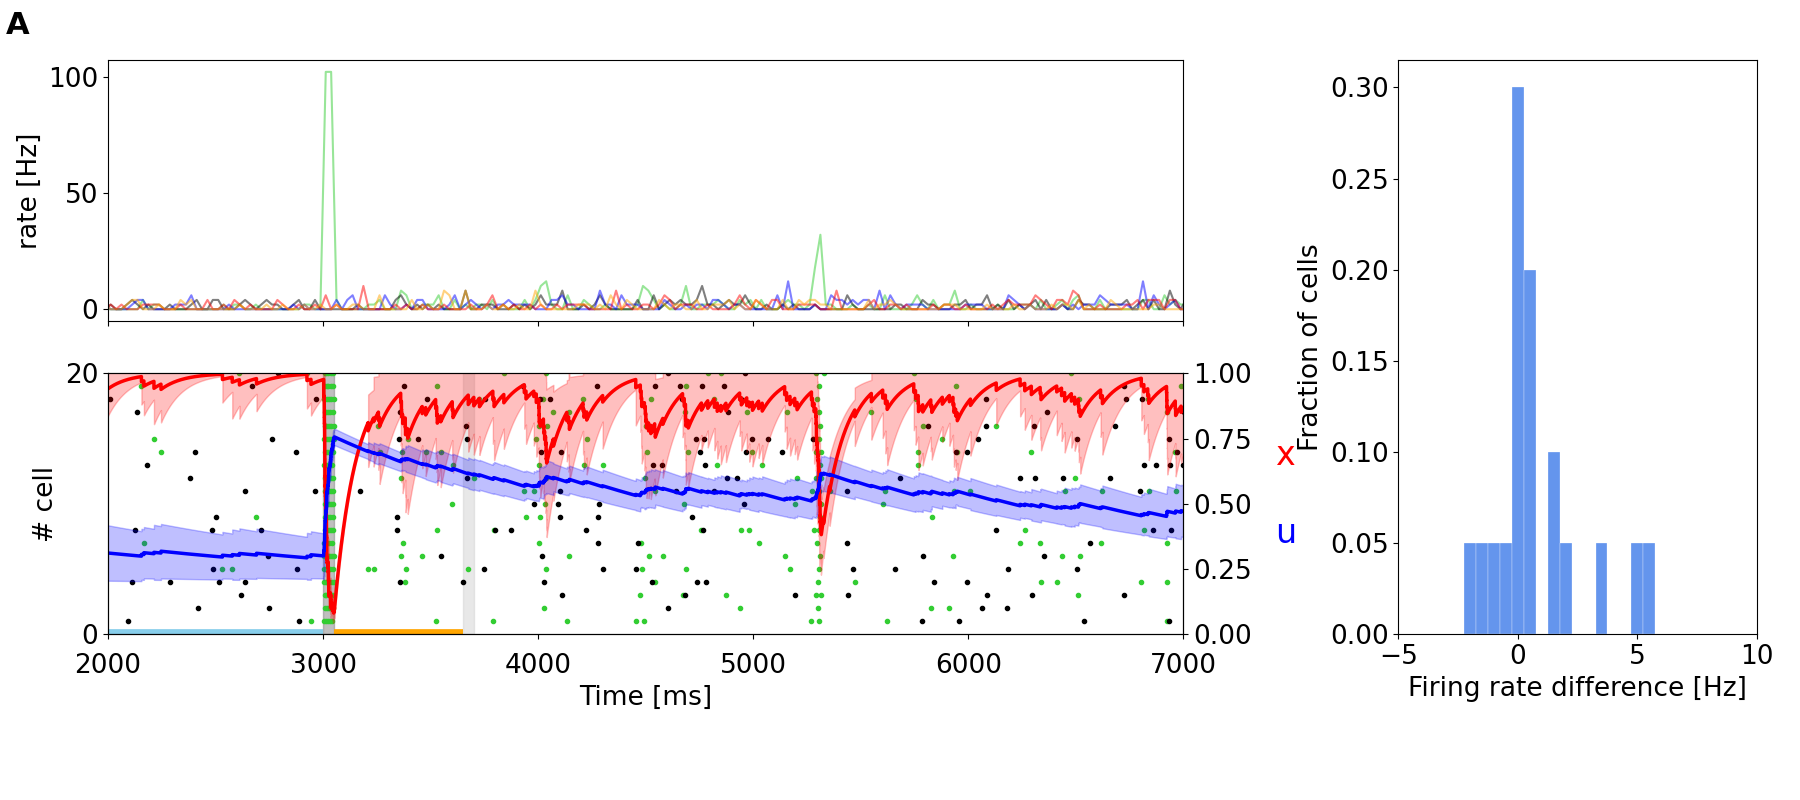 A
100
50
0
rate [Hz]
20
0
# cell
1.00
0.75
0.50
0.25
0.00
x
u
2000 3000 4000 5000 6000 7000
Time [ms]
0.30
0.25
0.20
0.15
0.10
0.05
0.00
Fraction of cells
−5 0 5 10
Firing rate difference [Hz]